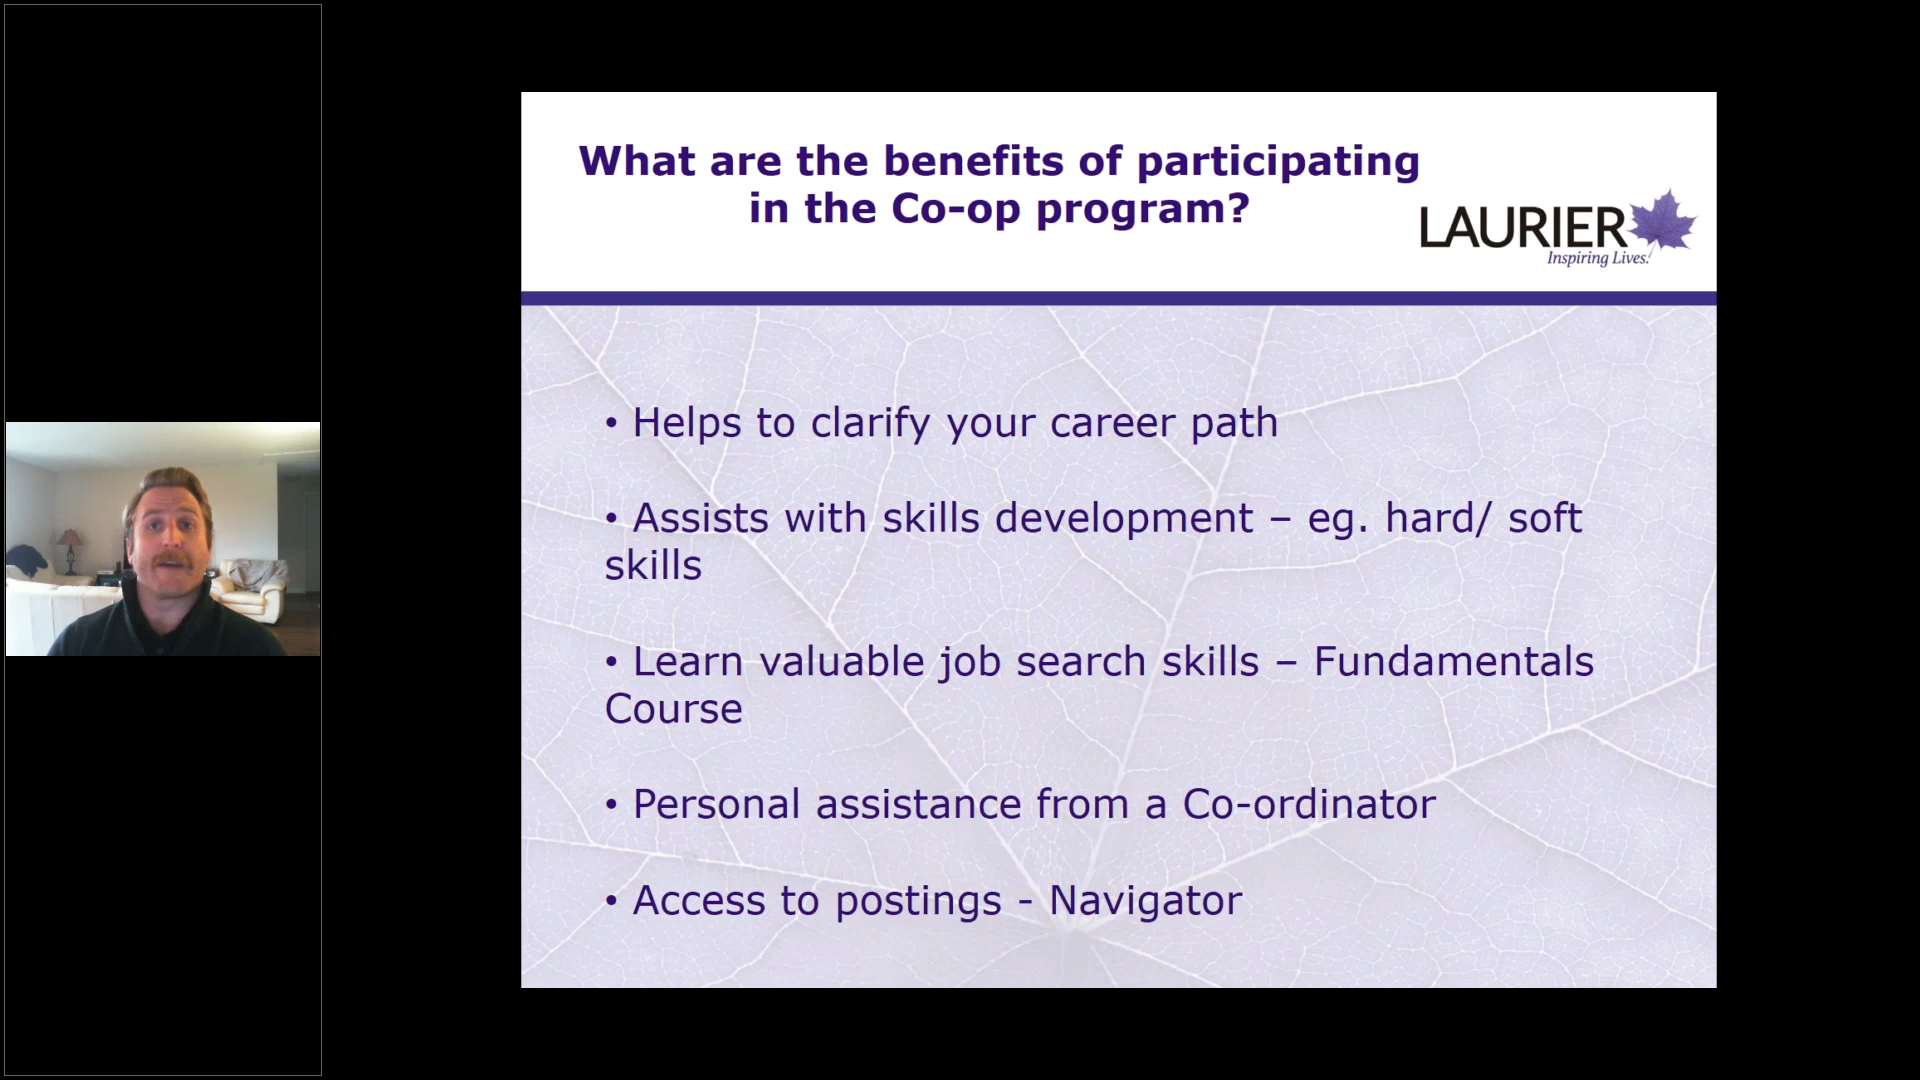 What are the benefits of participating
in the Co-op program?
LAURIER
Inspiring Lives.
• Helps to clarify your career path
• Assists with skills development – eg. hard/ soft
skills
• Learn valuable job search skills – Fundamentals
Course
• Personal assistance from a Co-ordinator
• Access to postings - Navigator